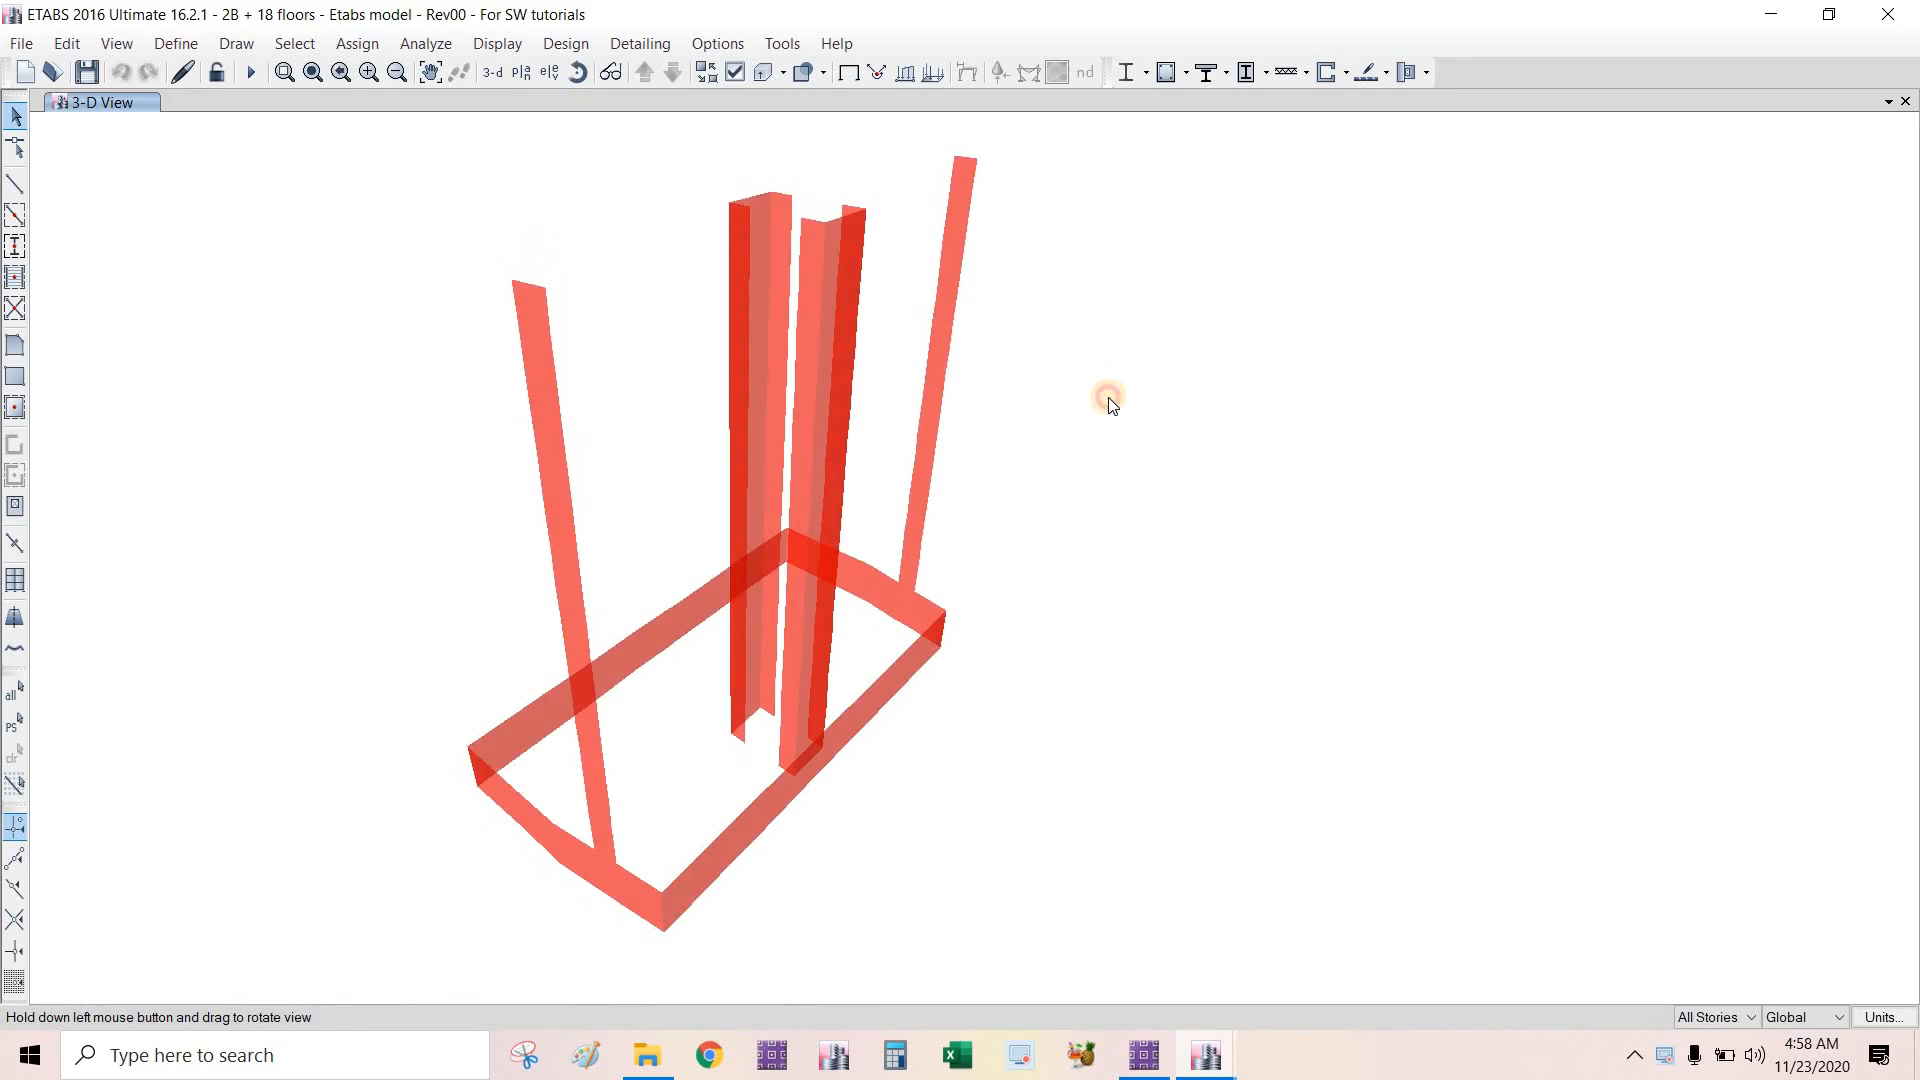 ETABS 2016 Ultimate 16.2.1 - 2B + 18 floors - Etabs model - Rev00 - For SW tutorials
File Edit View Define Draw Select Assign Analyze Display Design Detailing Options Tools Help
3-d nd
3-D View
all
PS
clr
Hold down left mouse button and drag to rotate view
All Stories Global Units...
Type here to search
4:58 AM
11/23/2020